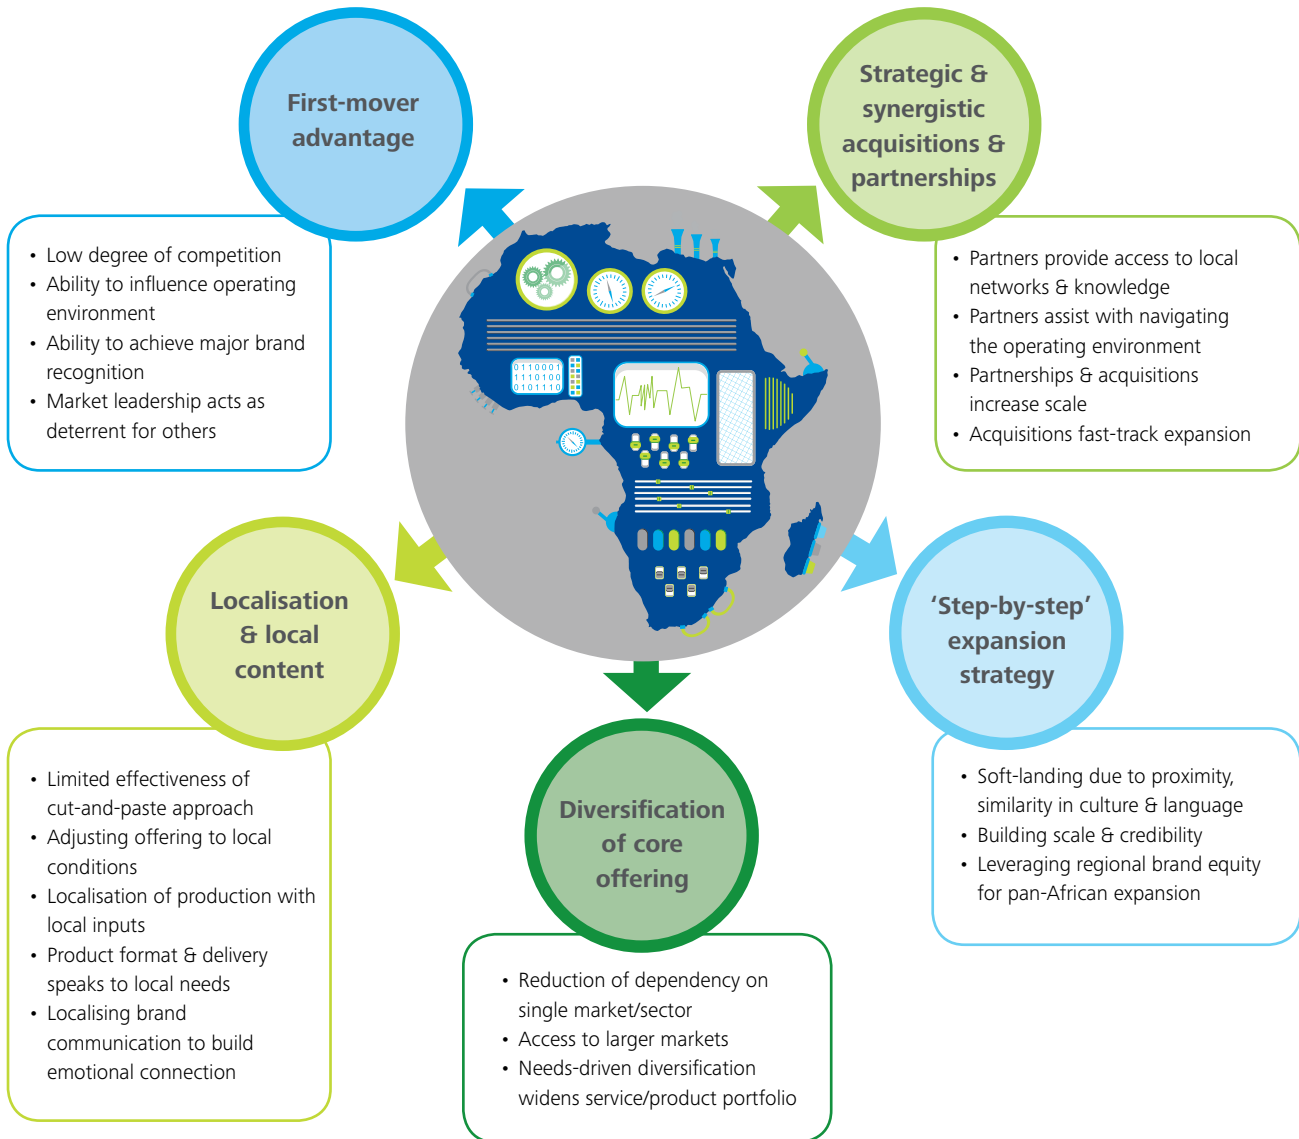 First-mover
advantage
• Low degree of competition
• Ability to influence operating
environment
• Ability to achieve major brand
recognition
• Market leadership acts as
deterrent for others
Strategic &
synergistic
acquisitions &
partnerships
• Partners provide access to local
networks & knowledge
• Partners assist with navigating
the operating environment
• Partnerships & acquisitions
increase scale
• Acquisitions fast-track expansion
0110001
1110100
0101110
Localisation
& local
content
• Limited effectiveness of
cut-and-paste approach
• Adjusting offering to local
conditions
• Localisation of production with
local inputs
• Product format & delivery
speaks to local needs
• Localising brand
communication to build
emotional connection
Diversification
of core
offering
• Reduction of dependency on
single market/sector
• Access to larger markets
• Needs-driven diversification
widens service/product portfolio
‘Step-by-step’
expansion
strategy
• Soft-landing due to proximity,
similarity in culture & language
• Building scale & credibility
• Leveraging regional brand equity
for pan-African expansion